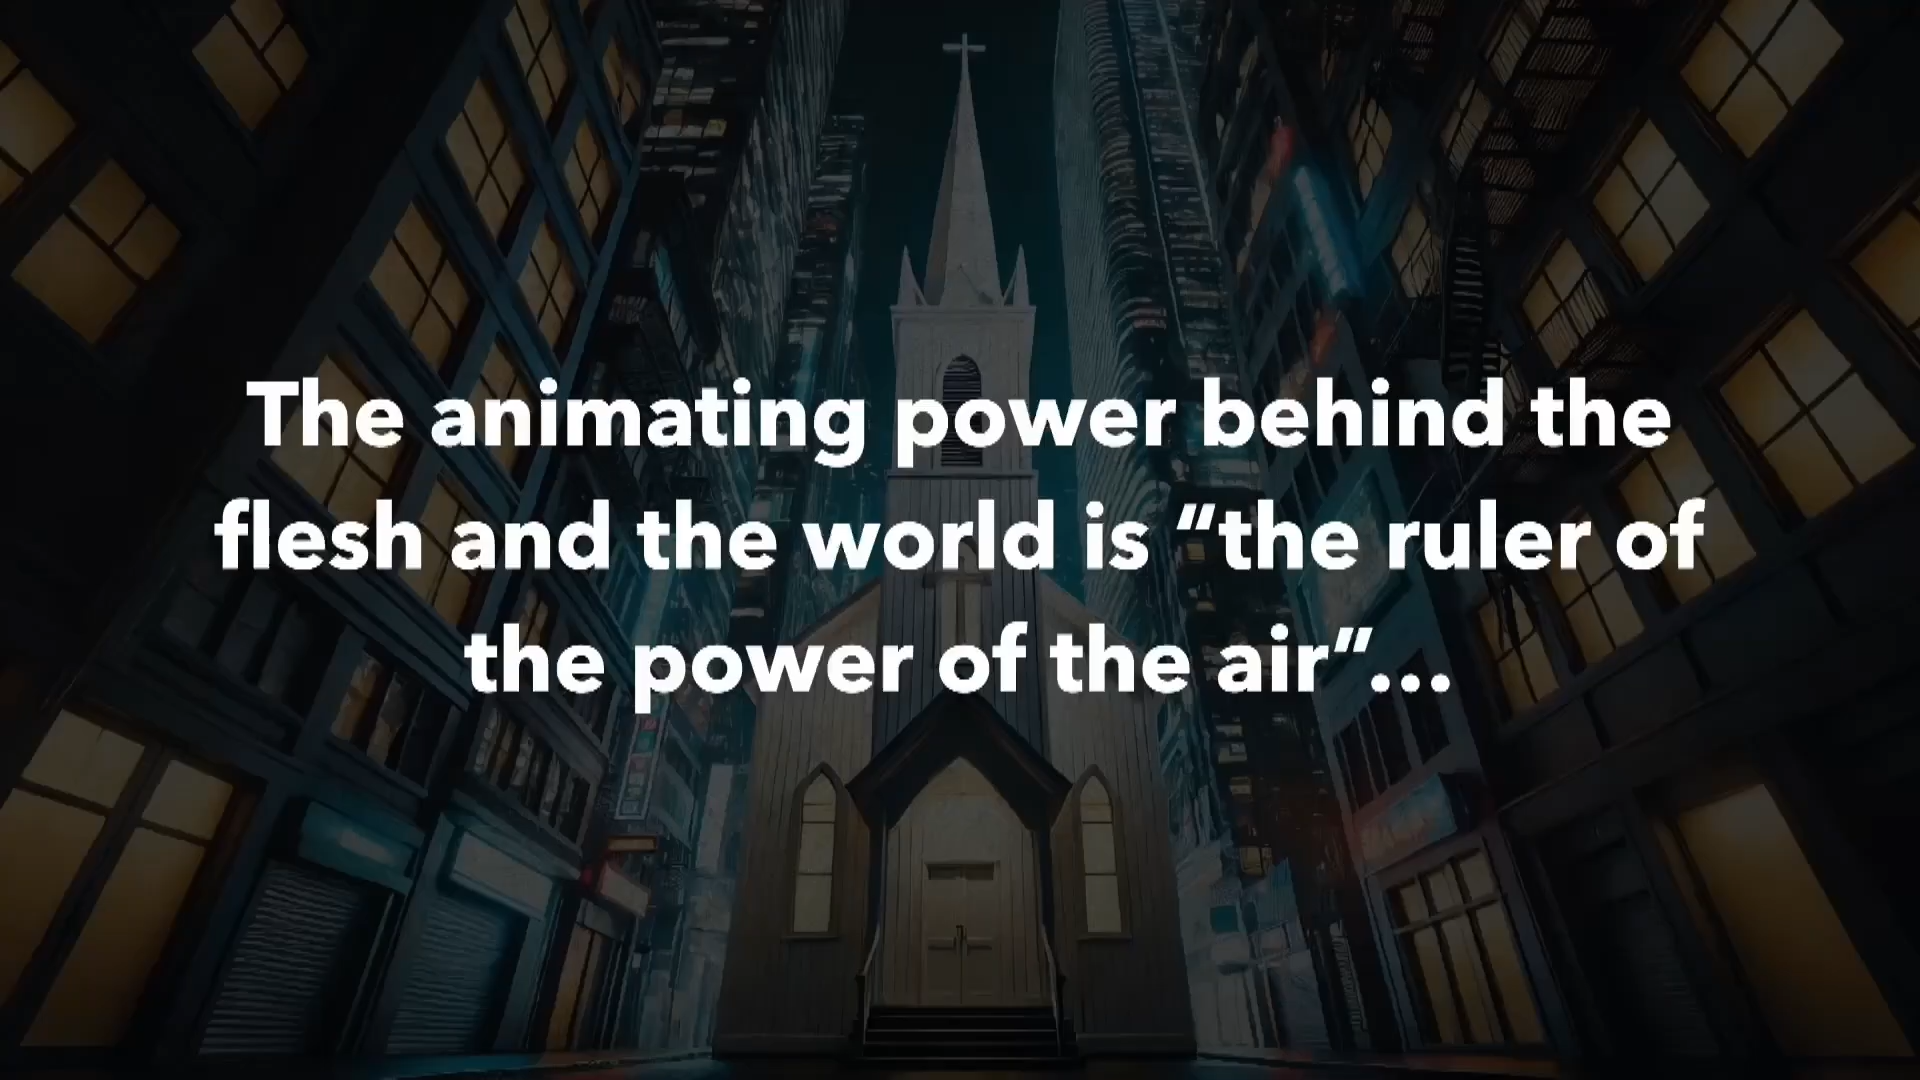 The animating power behind the
flesh and the world is “the ruler of
the power of the air”...